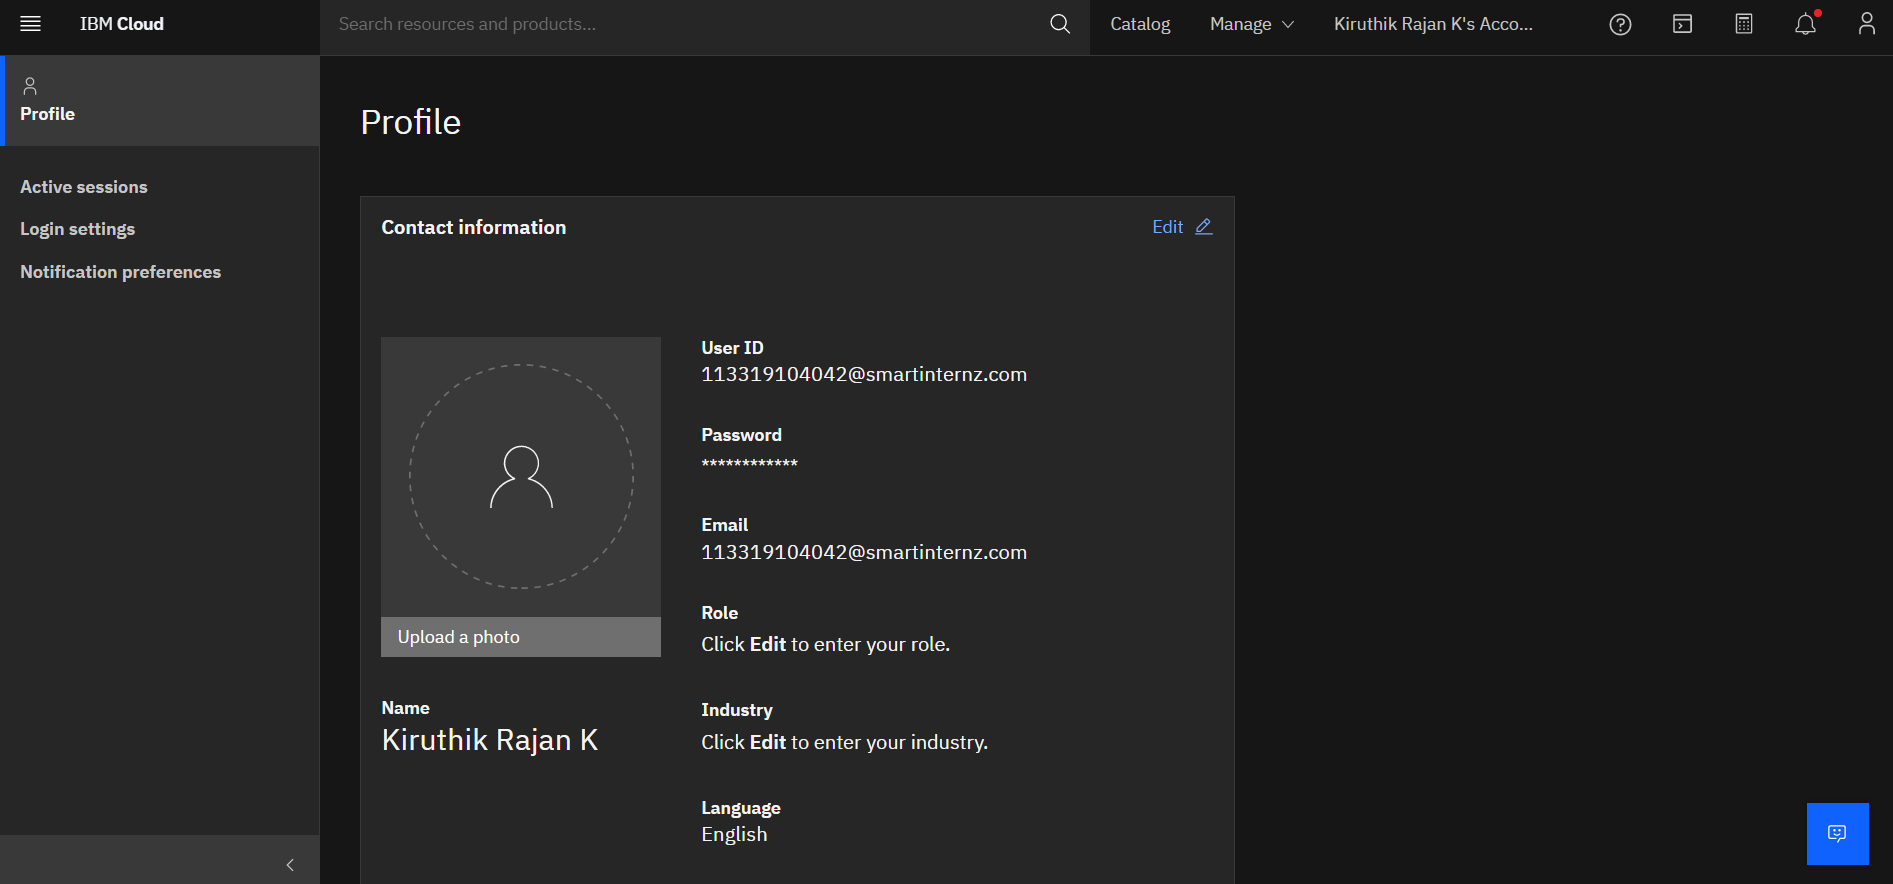 IBM Cloud
Search resources and products...
Catalog
Manage
Kiruthik Rajan K's Acco...
Profile
Active sessions
Login settings
Notification preferences
Profile
Contact information
Edit
Upload a photo
Name
Kiruthik Rajan K
User ID
113319104042@smartinternz.com
Password
************
Email
113319104042@smartinternz.com
Role
Click Edit to enter your role.
Industry
Click Edit to enter your industry.
Language
English